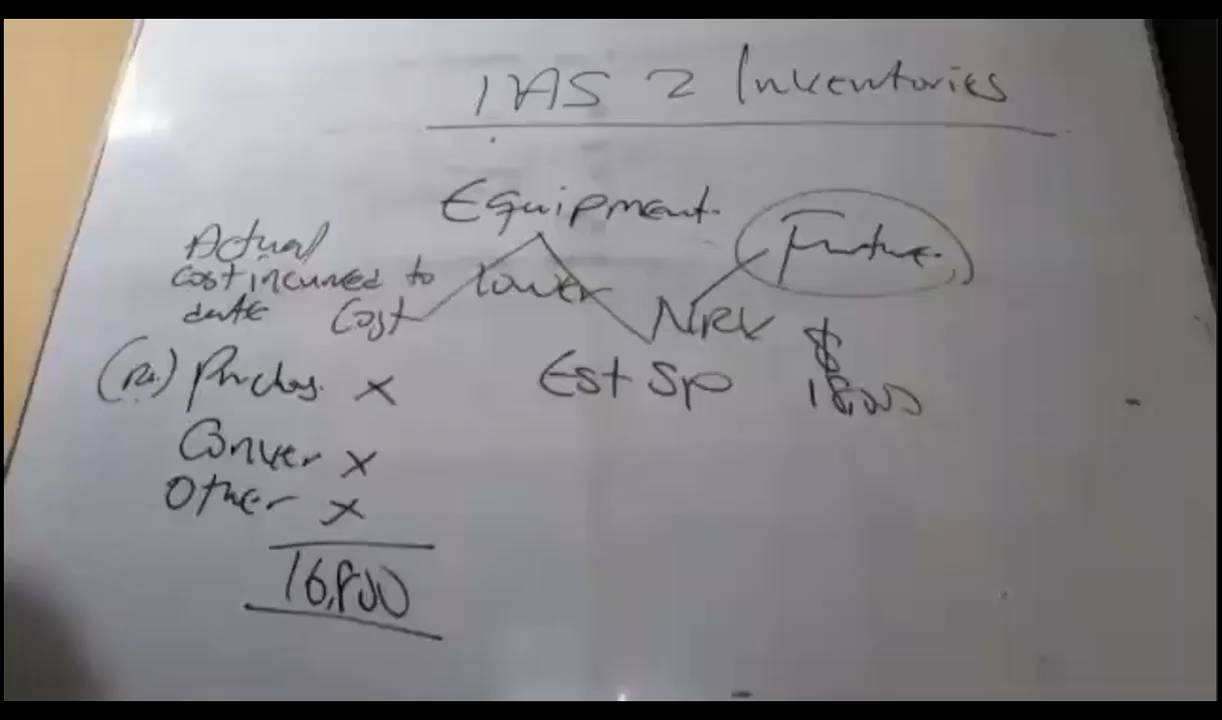 IAS 2 Inventories
Equipment.
Future.
Actual
cost incurred to
date
Cost
lower
NRV
$
Est Sp
18,000
Purchas. x
Conver x
Other x
16,800